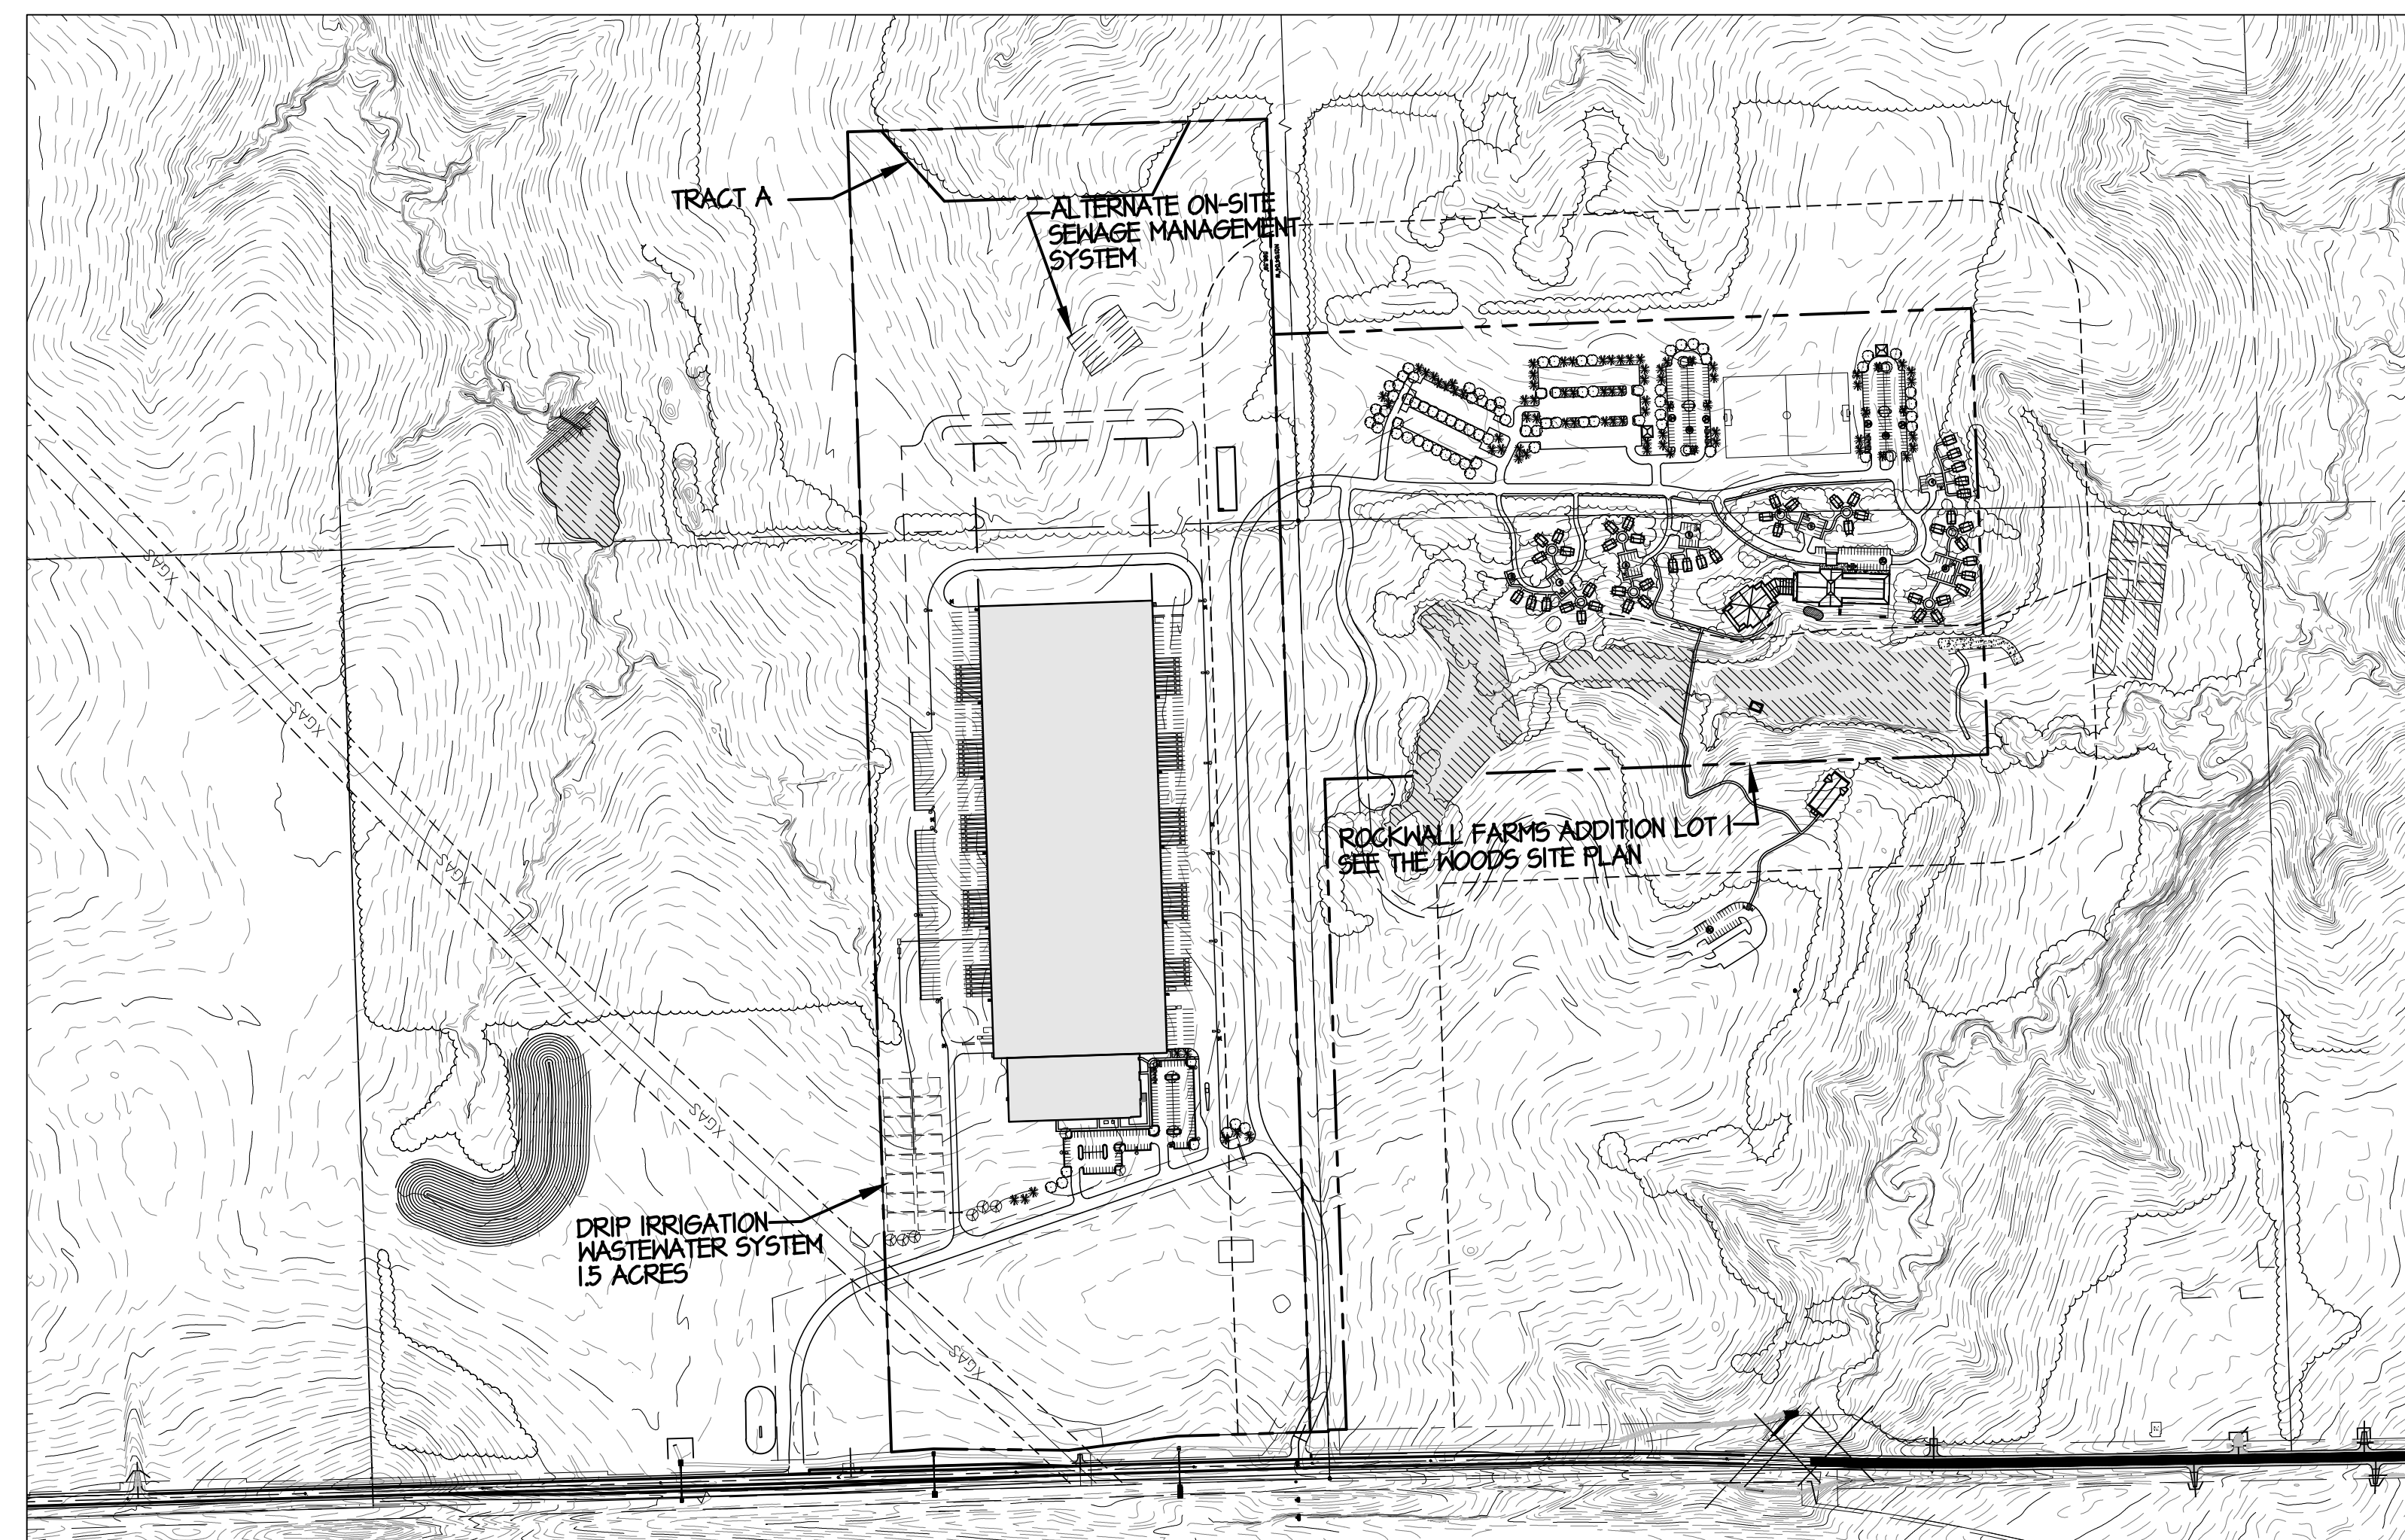 TRACT A
ALTERNATE ON-SITE
SEWAGE MANAGEMENT
SYSTEM
XGAS
XGAS
XGAS
ROCKWALL FARMS ADDITION LOT 1
SEE THE WOODS SITE PLAN
XGAS
DRIP IRRIGATION
WASTEWATER SYSTEM
1.5 ACRES
XGAS